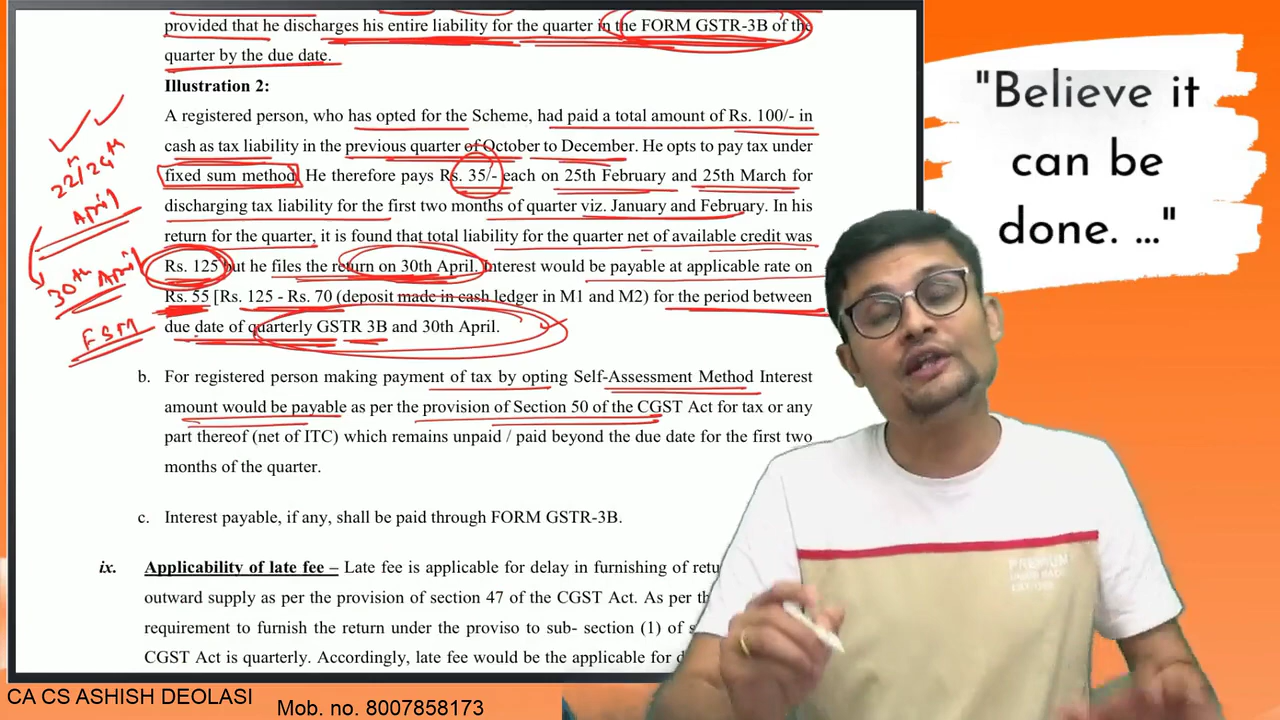 provided that he discharges his entire liability for the quarter in the FORM GSTR-3B of the
quarter by the due date.
Illustration 2:
A registered person, who has opted for the Scheme, had paid a total amount of Rs. 100/- in
cash as tax liability in the previous quarter of October to December. He opts to pay tax under
fixed sum method. He therefore pays Rs. 35/- each on 25th February and 25th March for
discharging tax liability for the first two months of quarter viz. January and February. In his
return for the quarter, it is found that total liability for the quarter net of available credit was
Rs. 125 but he files the return on 30th April. Interest would be payable at applicable rate on
Rs. 55 [Rs. 125 - Rs. 70 (deposit made in cash ledger in M1 and M2) for the period between
due date of quarterly GSTR 3B and 30th April.
22/24th
April
30th April
FSM
b. For registered person making payment of tax by opting Self-Assessment Method Interest
amount would be payable as per the provision of Section 50 of the CGST Act for tax or any
part thereof (net of ITC) which remains unpaid / paid beyond the due date for the first two
months of the quarter.
c. Interest payable, if any, shall be paid through FORM GSTR-3B.
ix. Applicability of late fee – Late fee is applicable for delay in furnishing of
outward supply as per the provision of section 47 of the CGST Act. As per
requirement to furnish the return under the proviso to sub- section (1) of
CGST Act is quarterly. Accordingly, late fee would be the applicable for
"Believe it
can be
done. ..."
PREMIUM
CA CS ASHISH DEOLASI
Mob. no. 8007858173